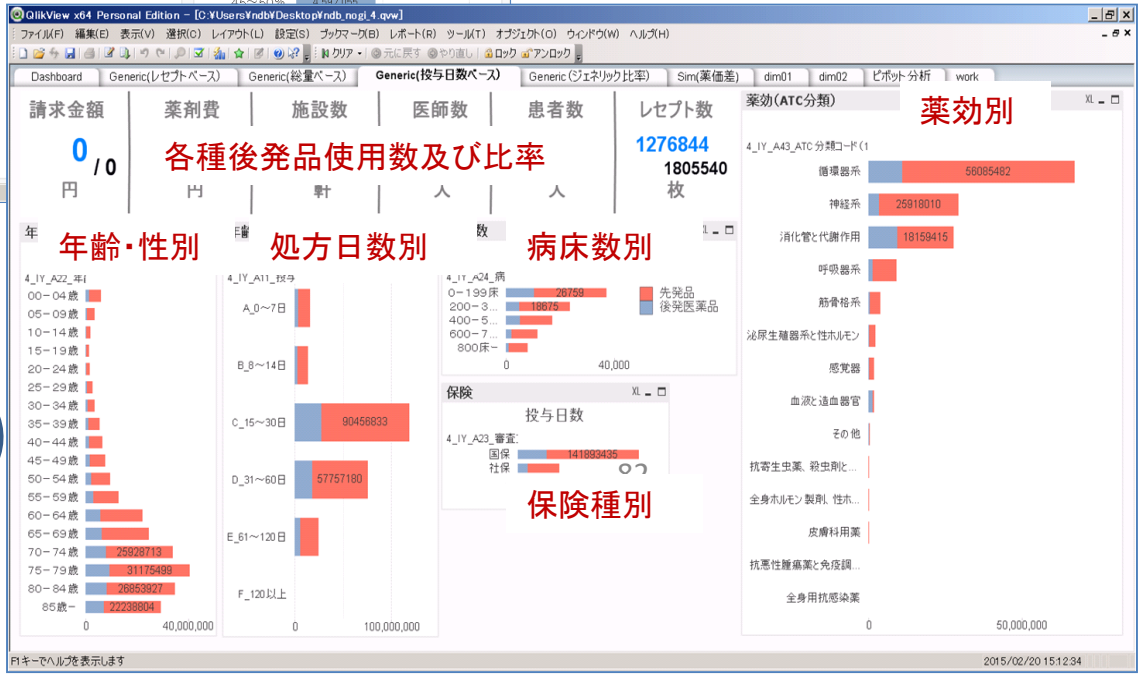 QlikView x64 Personal Edition - [C:¥Users¥ndb¥Desktop¥ndb_nogi_4.qvw]
ファイル(F) 編集(E) 表示(V) 選択(C) レイアウト(L) 設定(S) ブックマーク(B) レポート(R) ツール(T) オブジェクト(O) ウィンドウ(W) ヘルプ(H)
クリア 元に戻す やり直し ロック アンロック
Dashboard Generic(レセプトベース) Generic(総量ベース) Generic(投与日数ベース) Generic(ジェネリック比率) Sim(薬価差) dim01 dim02 ピボット分析 work
請求金額 薬剤費 施設数 医師数 患者数 レセプト数
0 / 0
円 円 軒 人 人 枚
1276844
1805540
各種後発品使用数及び比率
年齢・性別
4_IY_A22_年
00-04歳
05-09歳
10-14歳
15-19歳
20-24歳
25-29歳
30-34歳
35-39歳
40-44歳
45-49歳
50-54歳
55-59歳
60-64歳
65-69歳
70-74歳 25928713
75-79歳 31175499
80-84歳 26853927
85歳- 22238804
0 40,000,000
処方日数別
4_IY_A11_投与
A_0~7日
B_8~14日
C_15~30日 90456833
D_31~60日 57757180
E_61~120日
F_120以上
0 100,000,000
数 XL
病床数別
4_IY_A24_病
0-199床 26759
200-3... 18675
400-5...
600-7...
800床-
0 40,000
先発品
後発医薬品
保険 XL
投与日数
4_IY_A23_審査
国保 141893435
社保
保険種別
薬効(ATC分類) XL
薬効別
4_IY_A43_ATC分類コード(1
循環器系 56085482
神経系 25918010
消化管と代謝作用 18159415
呼吸器系
筋骨格系
泌尿生殖器系と性ホルモン
感覚器
血液と造血器官
その他
抗寄生虫薬、殺虫剤と...
全身ホルモン製剤、性ホ...
皮膚科用薬
抗悪性腫瘍薬と免疫調...
全身用抗感染薬
0 50,000,000
F1キーでヘルプを表示します 2015/02/20 15:12:34